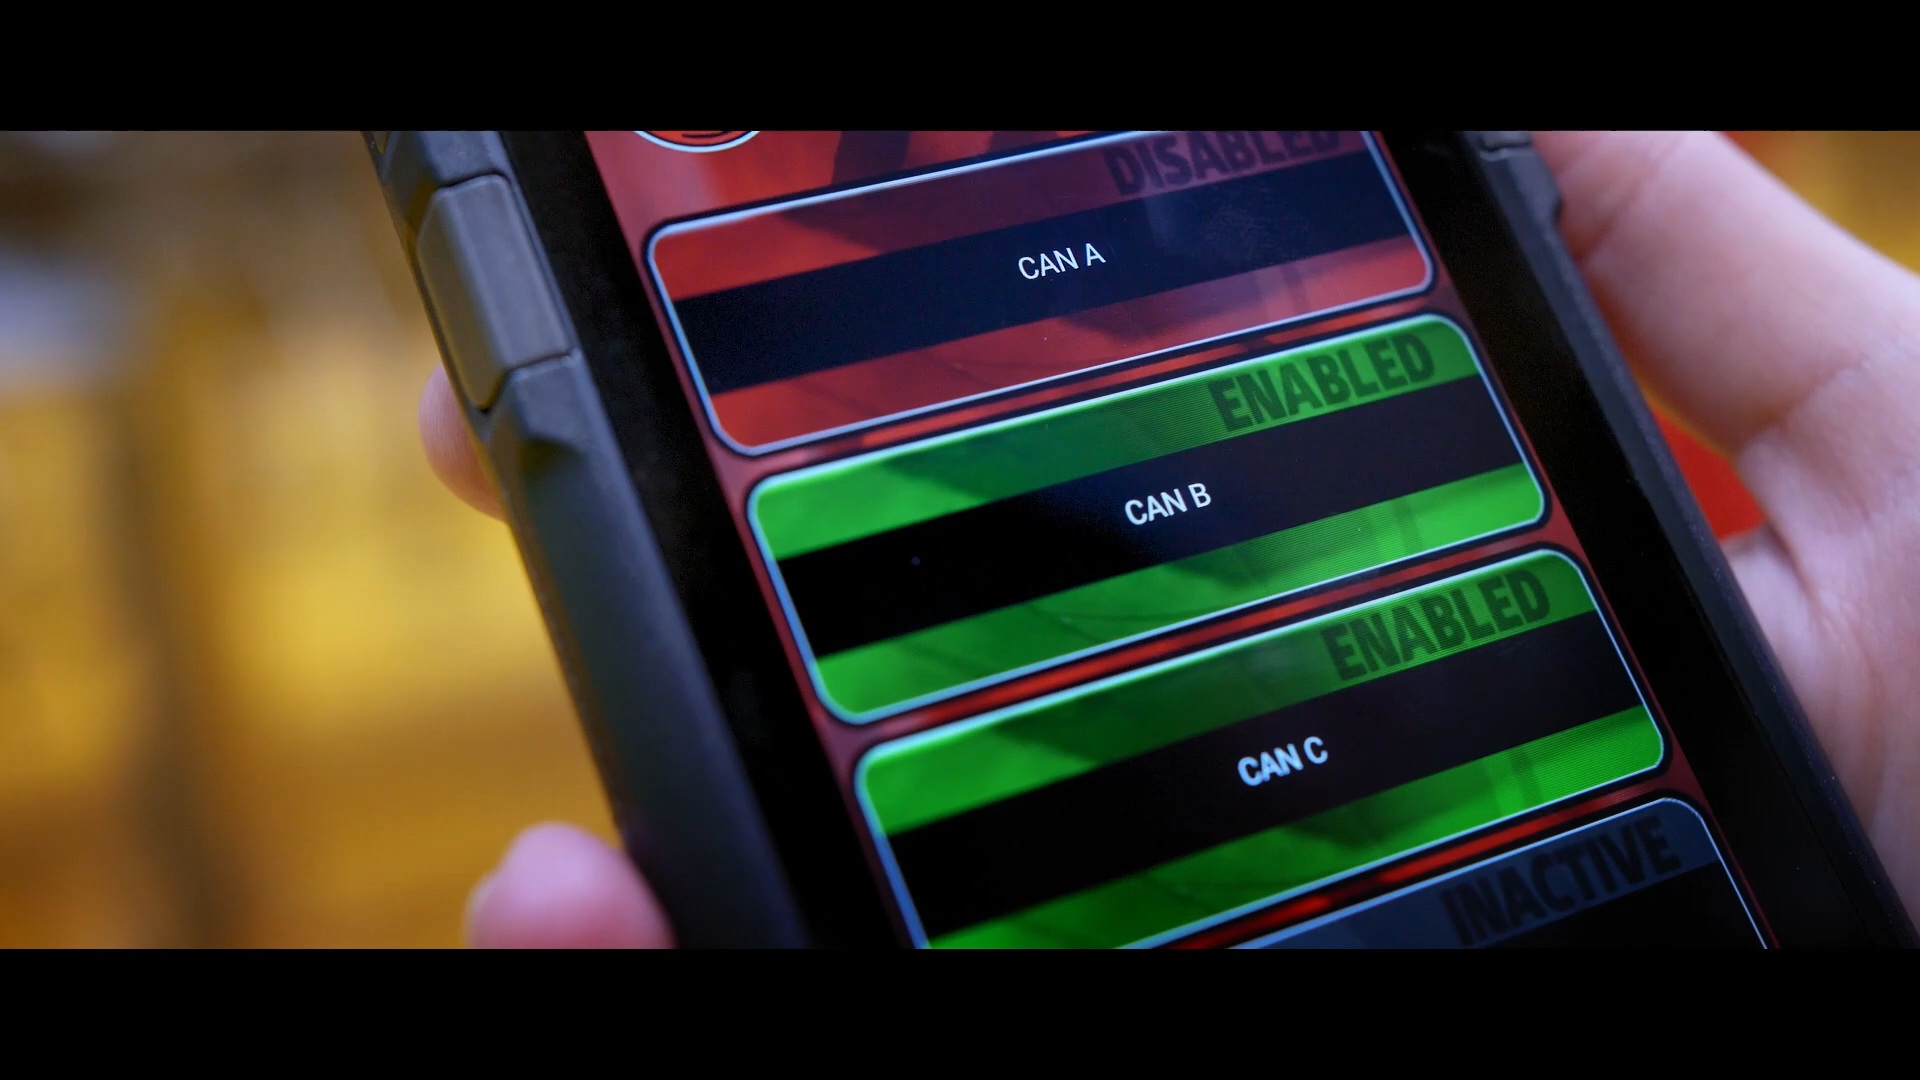 DISABLED
CAN A
ENABLED
CAN B
ENABLED
CAN C
INACTIVE